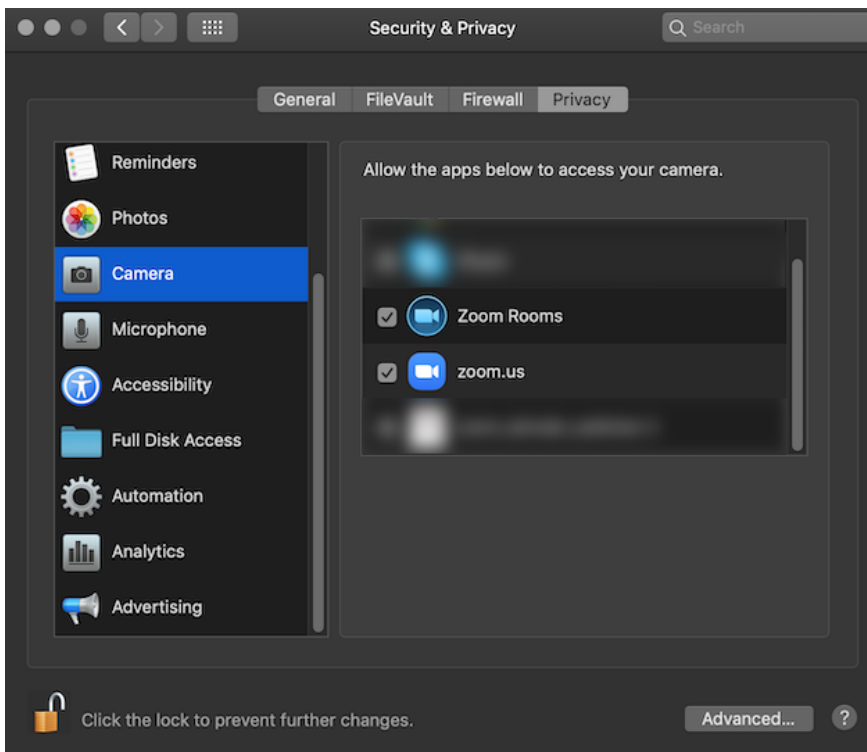 Security & Privacy
Search
General FileVault Firewall Privacy
Reminders
Photos
Camera
Microphone
Accessibility
Full Disk Access
Automation
Analytics
Advertising
Allow the apps below to access your camera.
Zoom Rooms
zoom.us
Click the lock to prevent further changes.
Advanced...
?